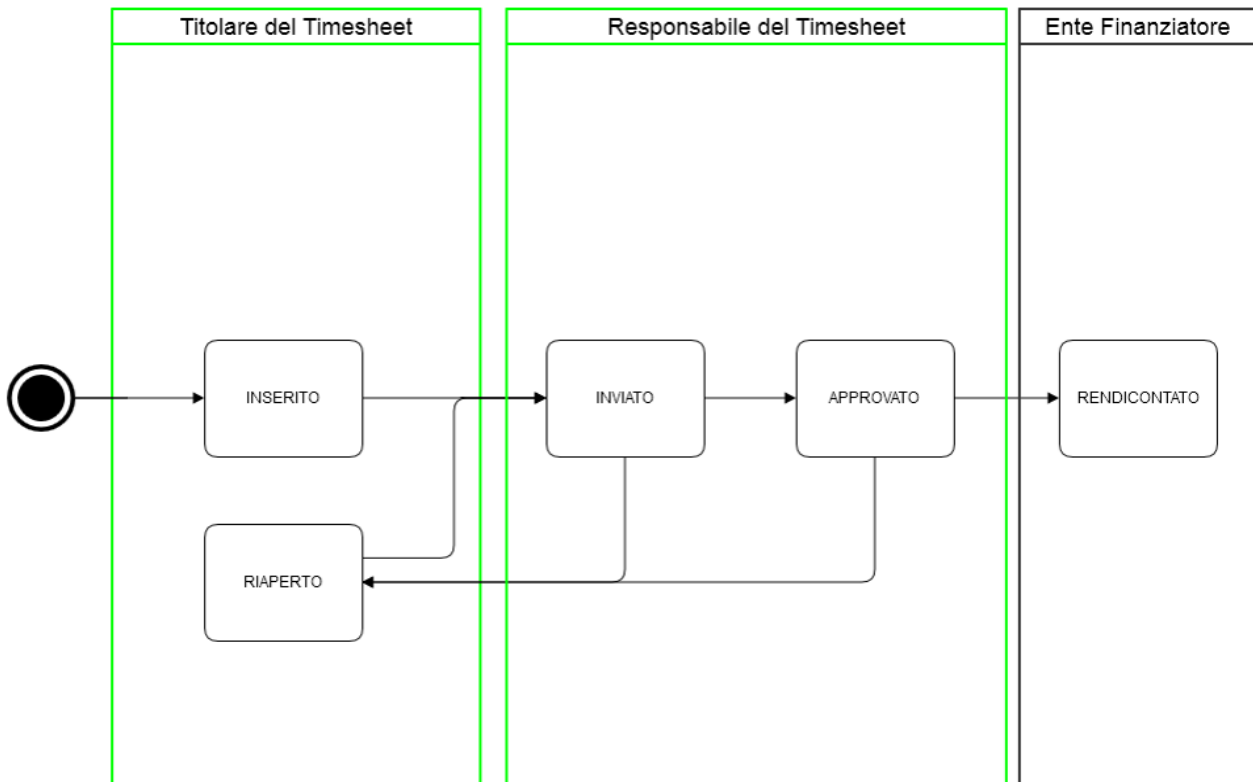 Titolare del Timesheet
Responsabile del Timesheet
Ente Finanziatore
INSERITO
INVIATO
APPROVATO
RENDICONTATO
RIAPERTO